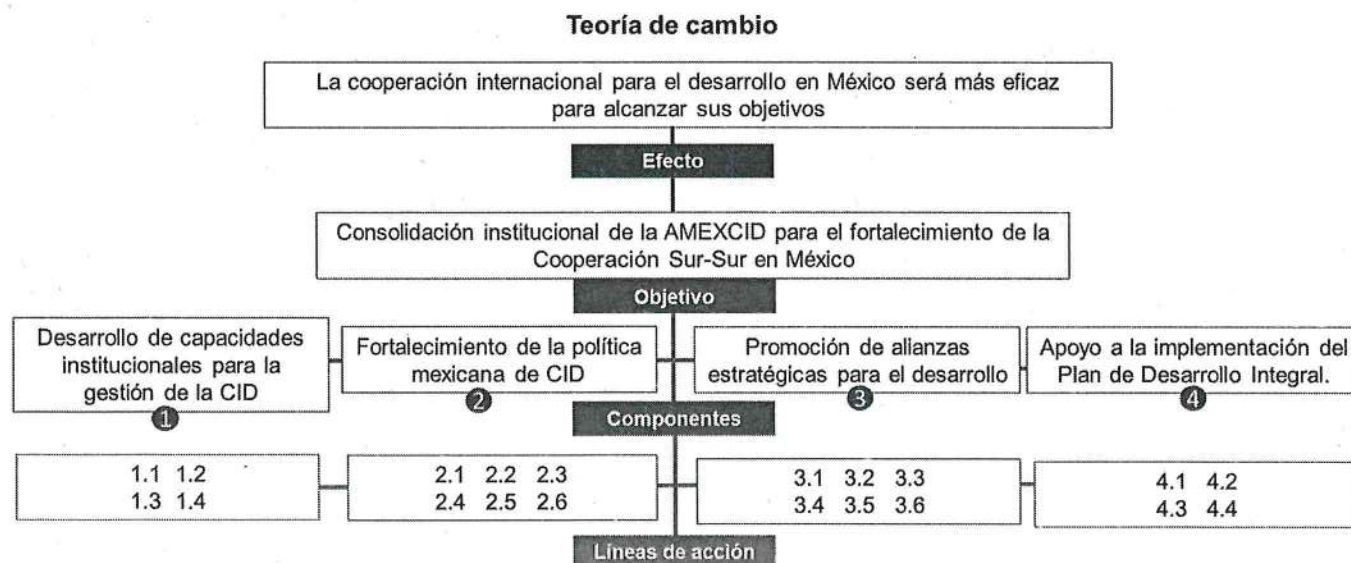 Teoría de cambio
La cooperación internacional para el desarrollo en México será más eficaz
para alcanzar sus objetivos
Efecto
Consolidación institucional de la AMEXCID para el fortalecimiento de la
Cooperación Sur-Sur en México
Objetivo
Desarrollo de capacidades
institucionales para la
gestión de la CID
1
Fortalecimiento de la política
mexicana de CID
2
Promoción de alianzas
estratégicas para el desarrollo
3
Apoyo a la implementación del
Plan de Desarrollo Integral.
4
Componentes
1.1 1.2
1.3 1.4
2.1 2.2 2.3
2.4 2.5 2.6
3.1 3.2 3.3
3.4 3.5 3.6
4.1 4.2
4.3 4.4
Líneas de acción